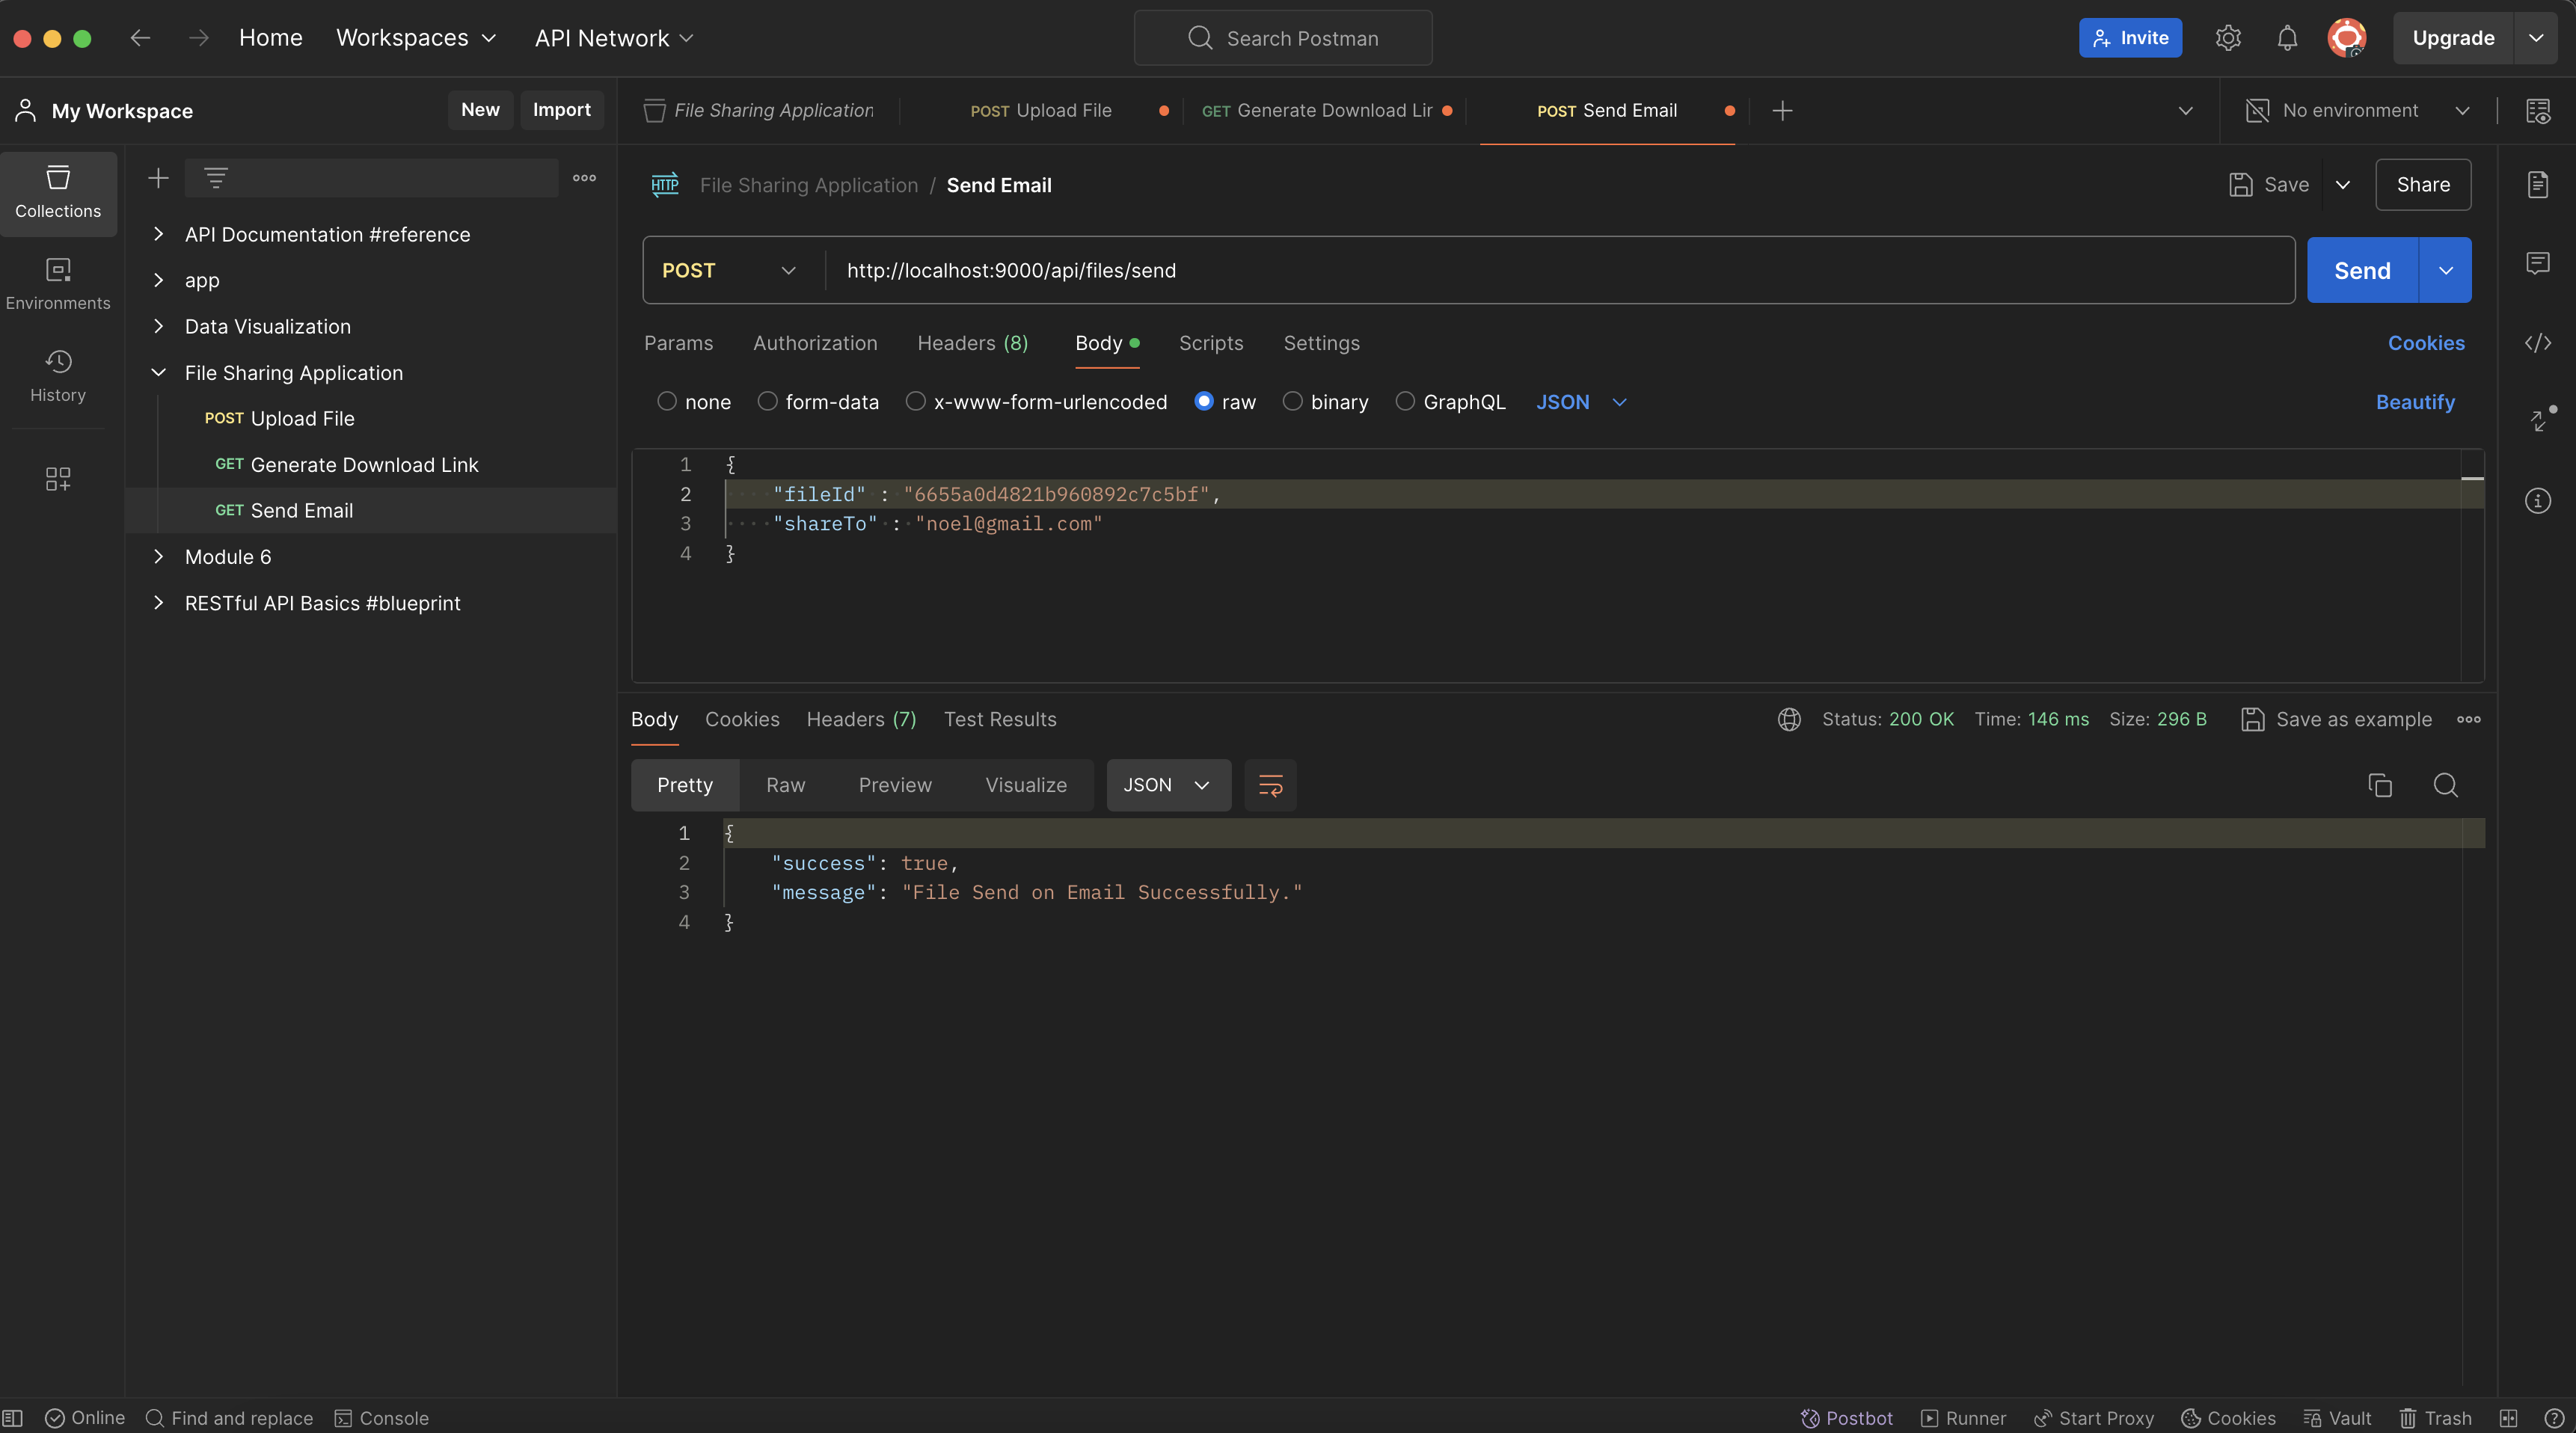 Home Workspaces API Network Search Postman Invite Upgrade
My Workspace New Import
File Sharing Application POST Upload File GET Generate Download Lir POST Send Email No environment
Collections
Environments
History
API Documentation #reference
app
Data Visualization
File Sharing Application
POST Upload File
GET Generate Download Link
GET Send Email
Module 6
RESTful API Basics #blueprint
HTTP File Sharing Application / Send Email Save Share
POST http://localhost:9000/api/files/send Send
Params Authorization Headers (8) Body Scripts Settings Cookies
none form-data x-www-form-urlencoded raw binary GraphQL JSON Beautify
1 {
2 "fileId" : "6655a0d4821b960892c7c5bf",
3 "shareTo" : "noel@gmail.com"
4 }
Body Cookies Headers (7) Test Results Status: 200 OK Time: 146 ms Size: 296 B Save as example
Pretty Raw Preview Visualize JSON
1 {
2 "success": true,
3 "message": "File Send on Email Successfully."
4 }
Online Find and replace Console Postbot Runner Start Proxy Cookies Vault Trash